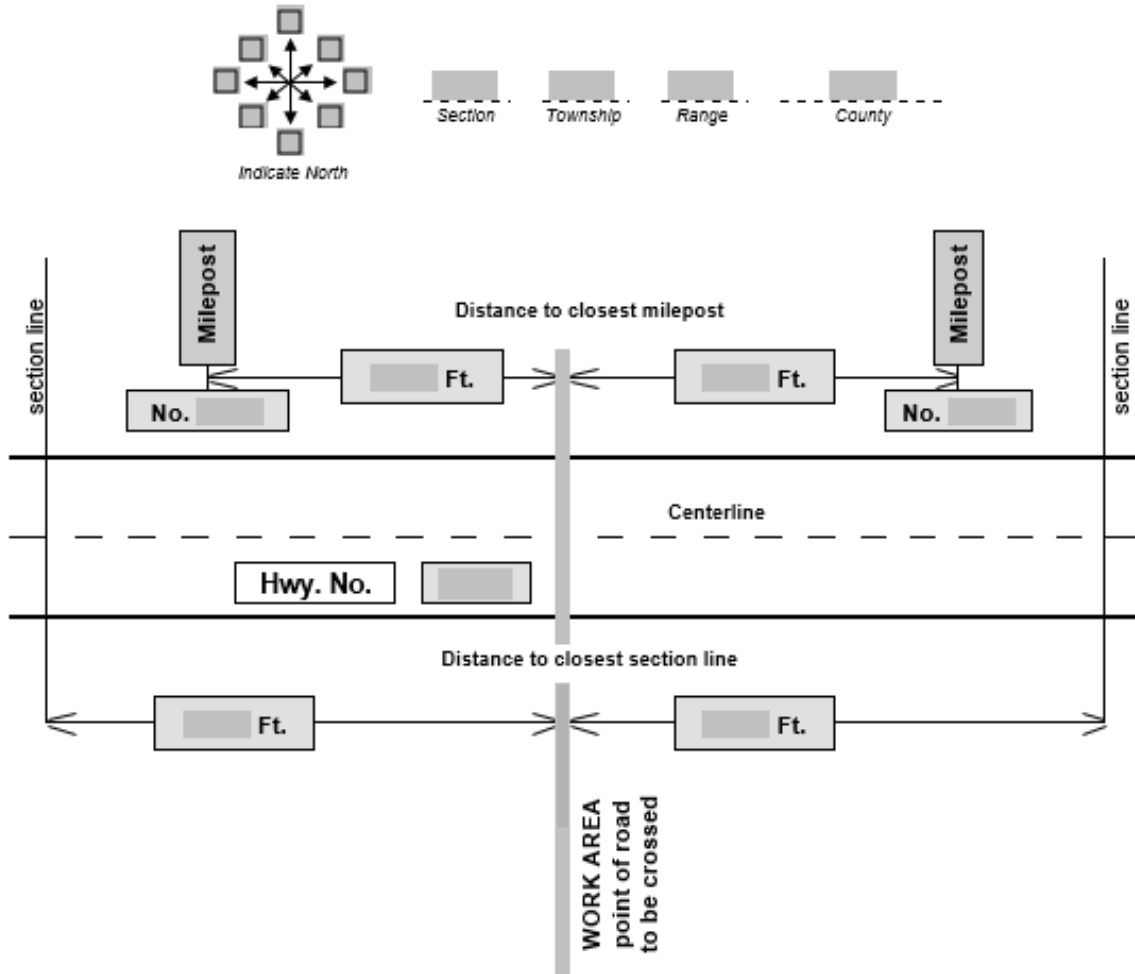 Section
Township
Range
County
Indicate North
Milepost
Milepost
section line
section line
Distance to closest milepost
Ft.
Ft.
No.
No.
Centerline
Hwy. No.
Distance to closest section line
Ft.
Ft.
WORK AREA
point of road
to be crossed